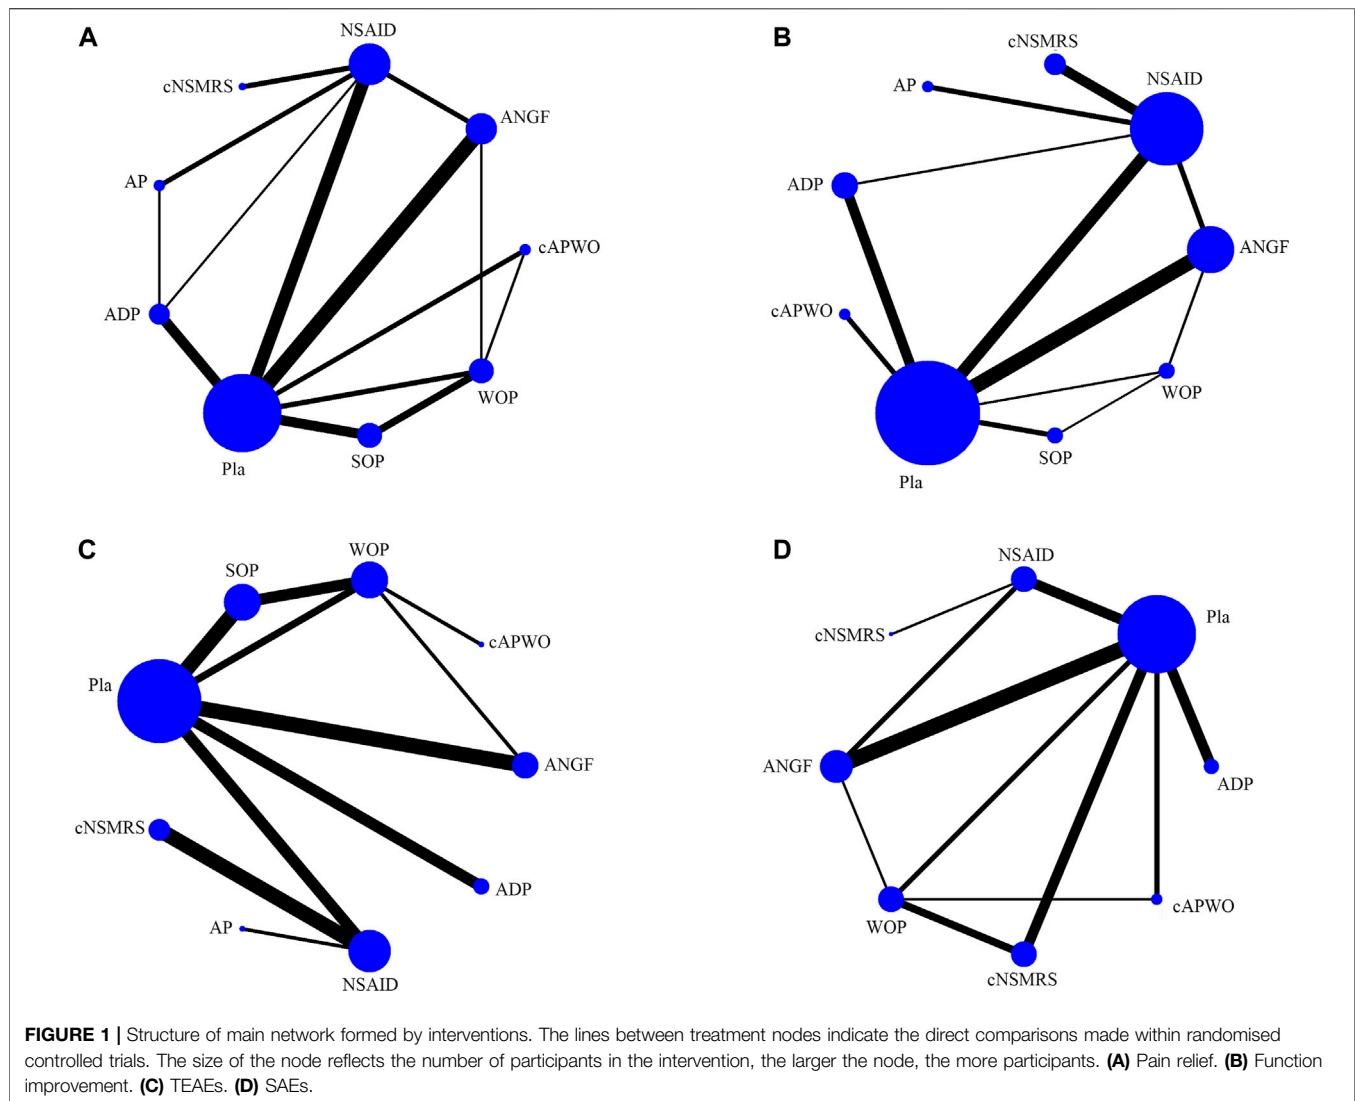 A
NSAID
cNSMRS
ANGF
AP
cAPWO
ADP
WOP
SOP
Pla
B
cNSMRS
NSAID
AP
ADP
ANGF
cAPWO
WOP
SOP
Pla
C
WOP
SOP
cAPWO
Pla
ANGF
cNSMRS
ADP
AP
NSAID
D
NSAID
Pla
cNSMRS
ANGF
ADP
cAPWO
WOP
cNSMRS
FIGURE 1 | Structure of main network formed by interventions. The lines between treatment nodes indicate the direct comparisons made within randomised
controlled trials. The size of the node reflects the number of participants in the intervention, the larger the node, the more participants. (A) Pain relief. (B) Function
improvement. (C) TEAEs. (D) SAEs.